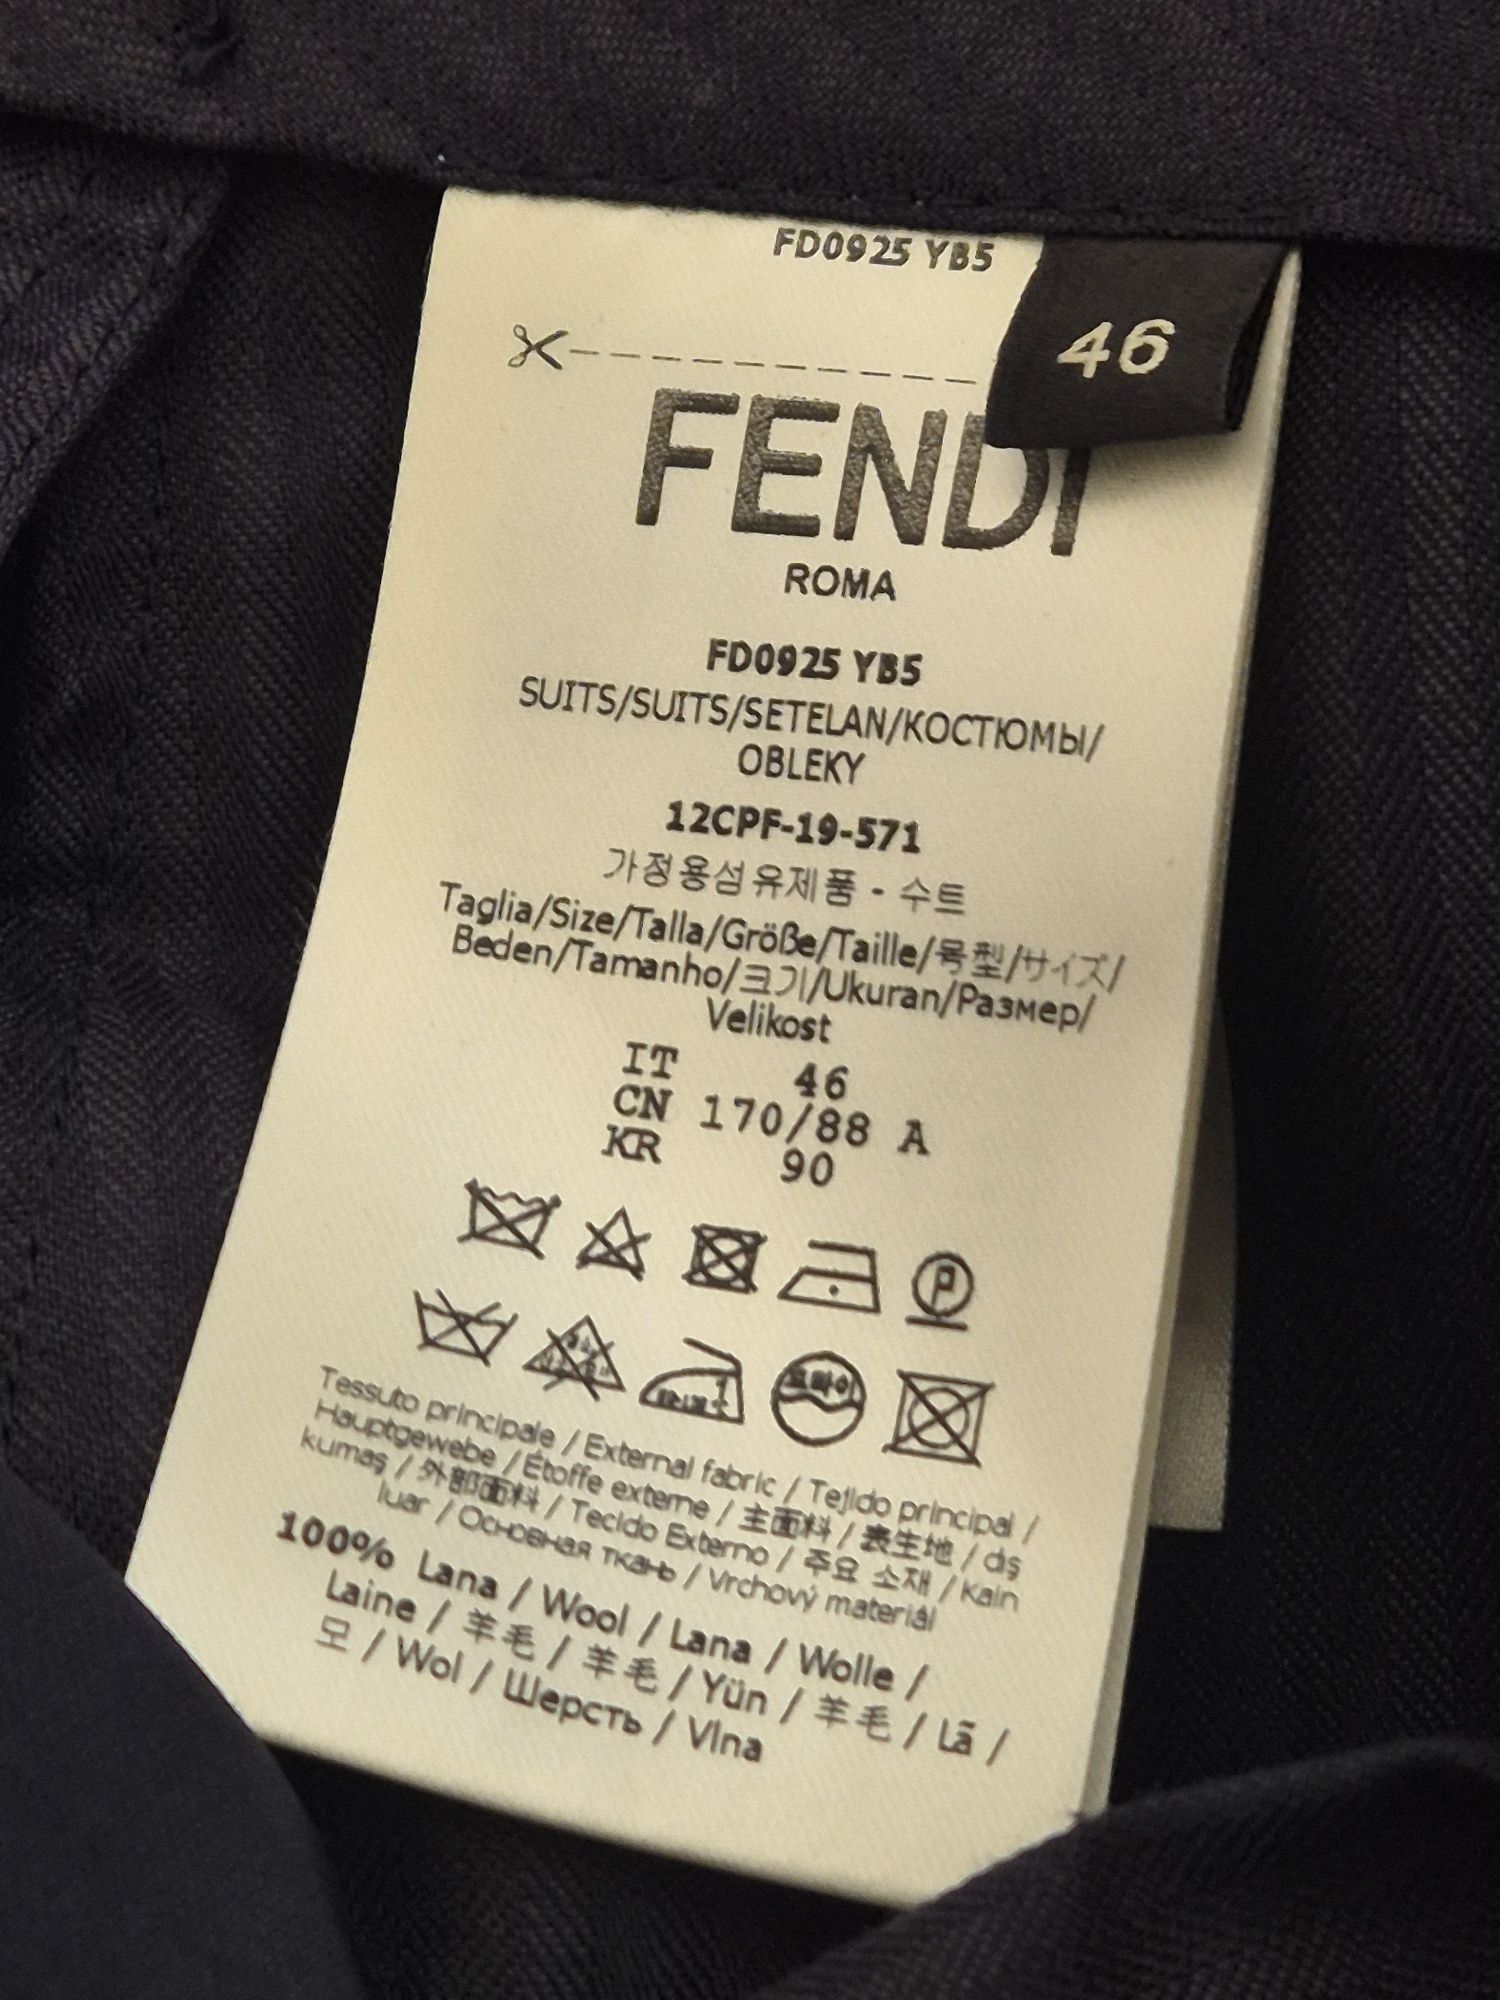 FD0925 YB5
46
FENDI
ROMA
FD0925 YB5
SUITS/SUITS/SETELAN/КОСТЮМЫ/
OBLEKY
12CPF-19-571
가정용섬유제품 - 수트
Taglia/Size/Talla/Größe/Taille/号型/サイズ/
Beden/Tamanho/크기/Ukuran/Размер/
Velikost
IT 46
CN 170/88 A
KR 90
P
드라이
Tessuto principale / External fabric / Tejido principal /
Hauptgewebe / Étoffe externe / 主面料 / 表生地 / dış
kumaş / 外部面料 / Tecido Externo / 주요 소재 / Kain
luar / Основная ткань / Vrchový materiál
100% Lana / Wool / Lana / Wolle /
Laine / 羊毛 / 羊毛 / Yün / 羊毛 / Lã /
모 / Wol / Шерсть / Vlna